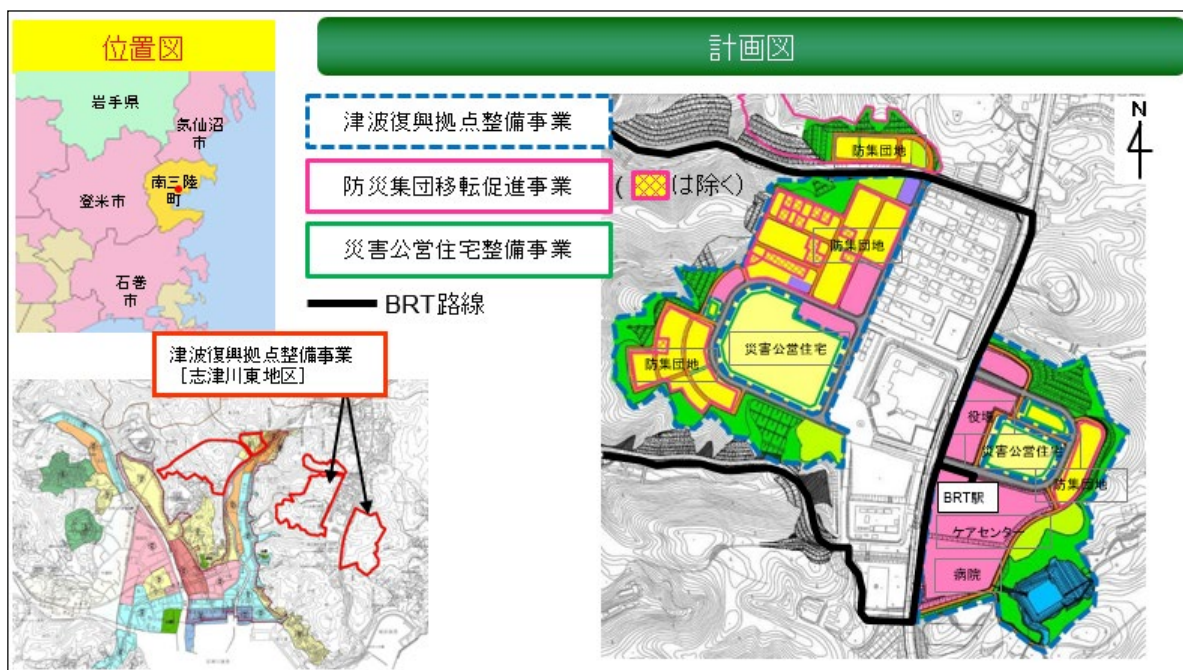 位置図
計画図
岩手県
気仙沼
市
南三陸
町
登米市
石巻
市
津波復興拠点整備事業
防災集団移転促進事業
( は除く)
災害公営住宅整備事業
BRT路線
津波復興拠点整備事業
[志津川東地区]
N
防集団地
防集団地
災害公営住宅
防集団地
役場
災害公営住宅
防集団地
BRT駅
ケアセンター
病院